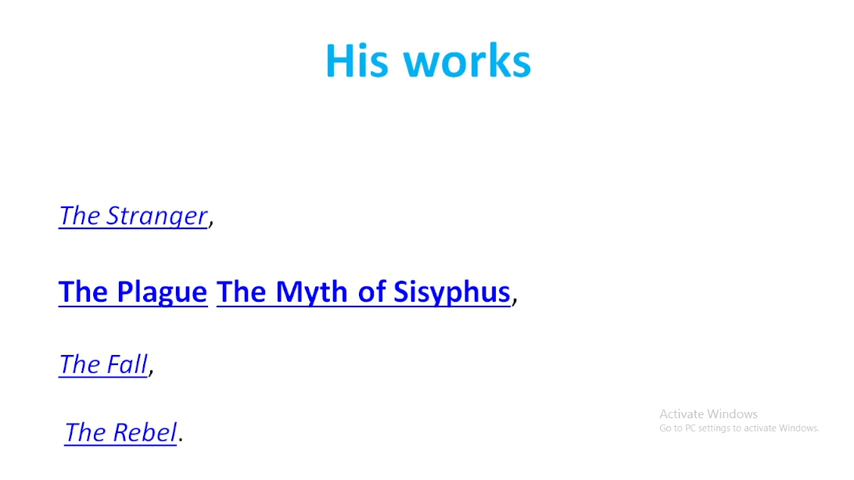 His works
The Stranger,
The Plague The Myth of Sisyphus,
The Fall,
The Rebel.
Activate Windows
Go to PC settings to activate Windows.